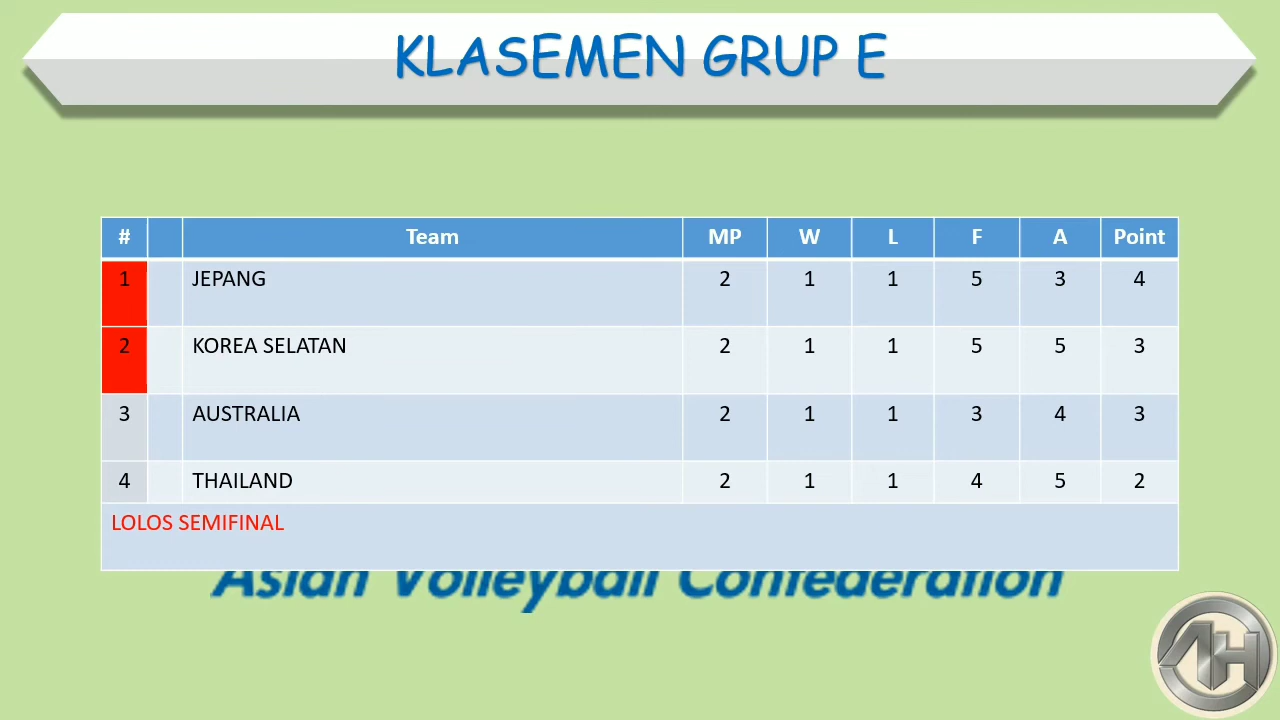 KLASEMEN GRUP E
# Team MP W L F A Point
1 JEPANG 2 1 1 5 3 4
2 KOREA SELATAN 2 1 1 5 5 3
3 AUSTRALIA 2 1 1 3 4 3
4 THAILAND 2 1 1 4 5 2
LOLOS SEMIFINAL
Asian Volleyball Confederation
AH